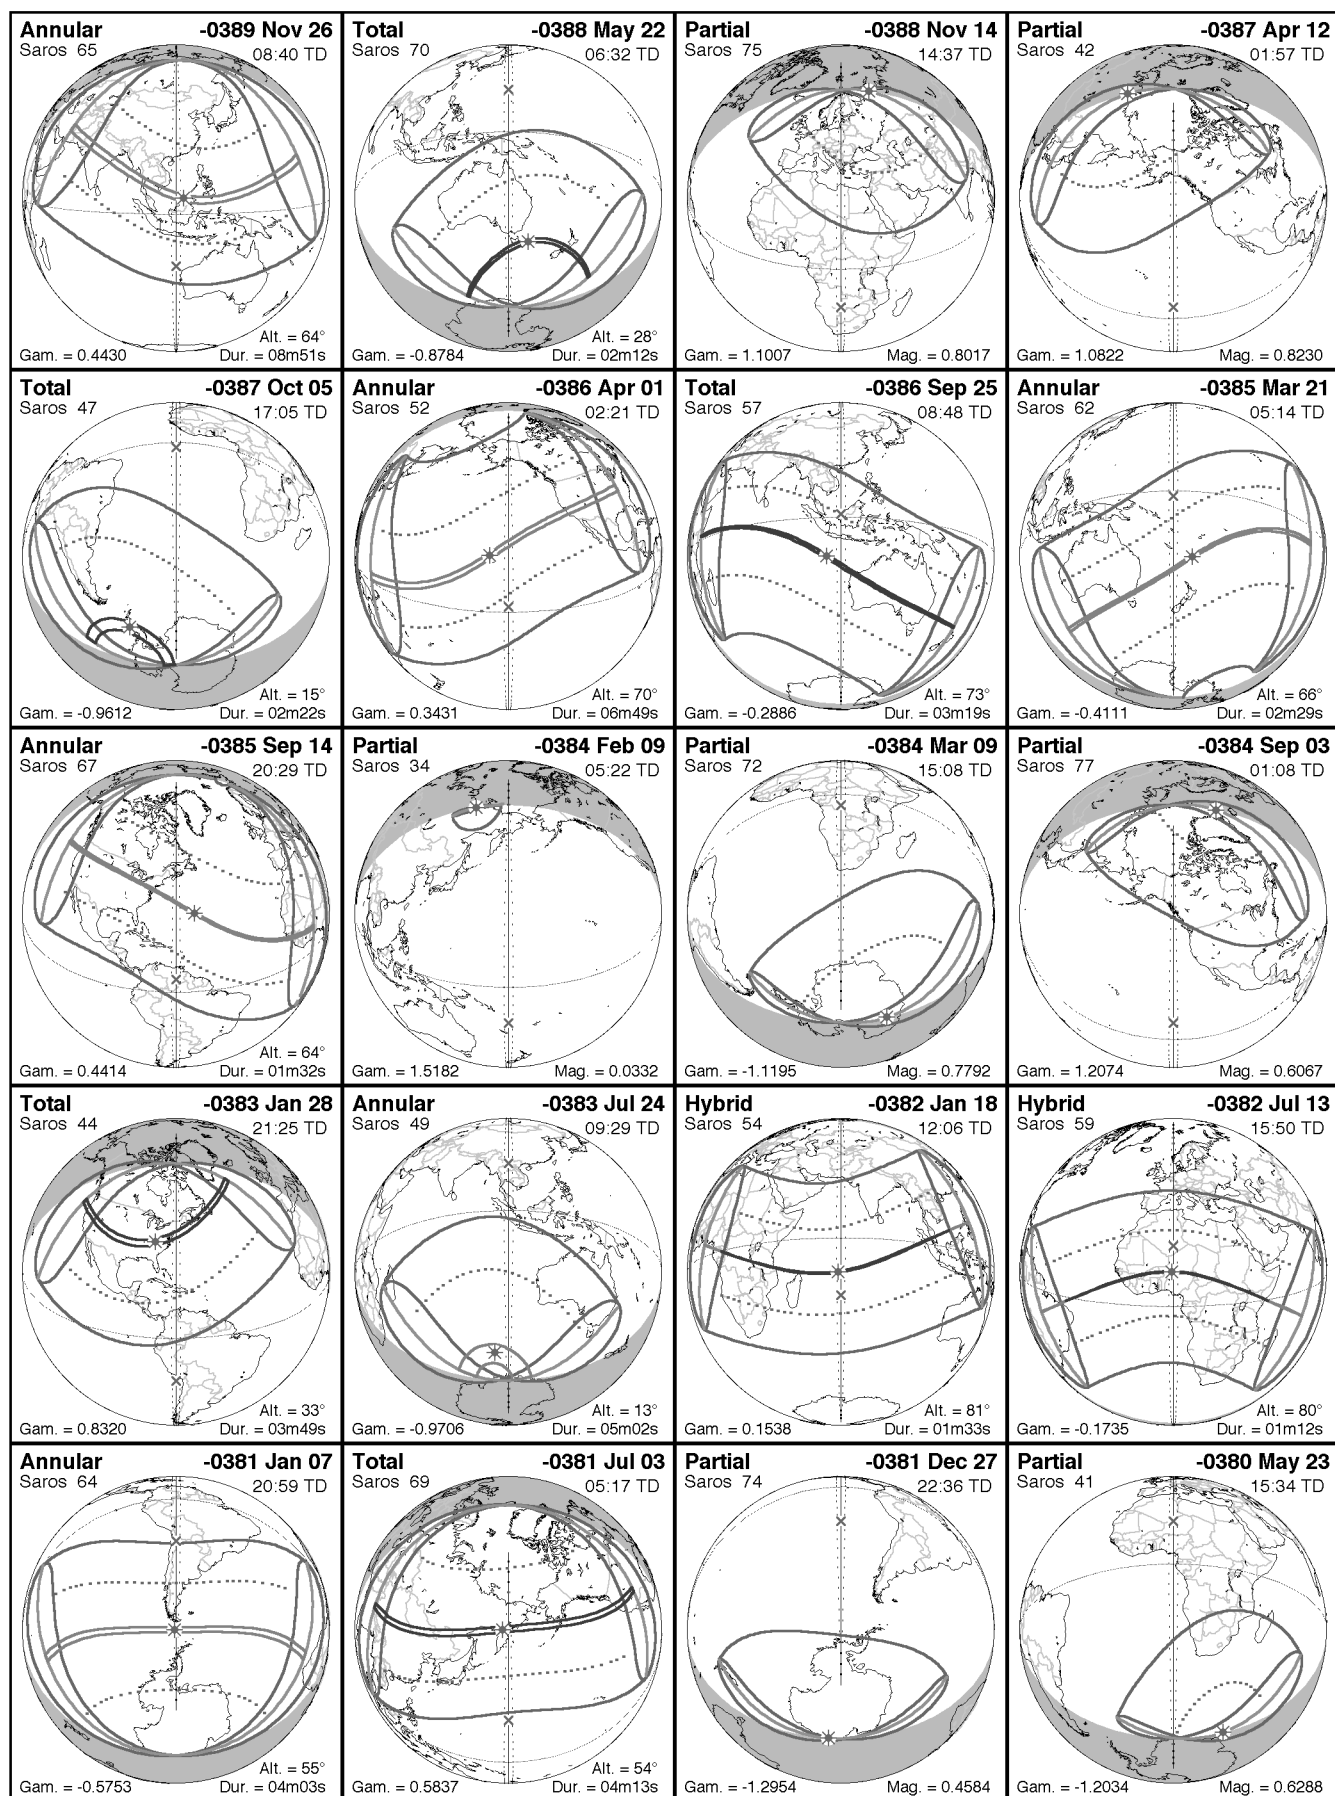 Annular -0389 Nov 26
Saros 65 08:40 TD
Alt. = 64°
Gam. = 0.4430 Dur. = 08m51s
Total -0388 May 22
Saros 70 06:32 TD
Alt. = 28°
Gam. = -0.8784 Dur. = 02m12s
Partial -0388 Nov 14
Saros 75 14:37 TD
Gam. = 1.1007 Mag. = 0.8017
Partial -0387 Apr 12
Saros 42 01:57 TD
Gam. = 1.0822 Mag. = 0.8230
Total -0387 Oct 05
Saros 47 17:05 TD
Alt. = 15°
Gam. = -0.9612 Dur. = 02m22s
Annular -0386 Apr 01
Saros 52 02:21 TD
Alt. = 70°
Gam. = 0.3431 Dur. = 06m49s
Total -0386 Sep 25
Saros 57 08:48 TD
Alt. = 73°
Gam. = -0.2886 Dur. = 03m19s
Annular -0385 Mar 21
Saros 62 05:14 TD
Alt. = 66°
Gam. = -0.4111 Dur. = 02m29s
Annular -0385 Sep 14
Saros 67 20:29 TD
Alt. = 64°
Gam. = 0.4414 Dur. = 01m32s
Partial -0384 Feb 09
Saros 34 05:22 TD
Gam. = 1.5182 Mag. = 0.0332
Partial -0384 Mar 09
Saros 72 15:08 TD
Gam. = -1.1195 Mag. = 0.7792
Partial -0384 Sep 03
Saros 77 01:08 TD
Gam. = 1.2074 Mag. = 0.6067
Total -0383 Jan 28
Saros 44 21:25 TD
Alt. = 33°
Gam. = 0.8320 Dur. = 03m49s
Annular -0383 Jul 24
Saros 49 09:29 TD
Alt. = 13°
Gam. = -0.9706 Dur. = 05m02s
Hybrid -0382 Jan 18
Saros 54 12:06 TD
Alt. = 81°
Gam. = 0.1538 Dur. = 01m33s
Hybrid -0382 Jul 13
Saros 59 15:50 TD
Alt. = 80°
Gam. = -0.1735 Dur. = 01m12s
Annular -0381 Jan 07
Saros 64 20:59 TD
Alt. = 55°
Gam. = -0.5753 Dur. = 04m03s
Total -0381 Jul 03
Saros 69 05:17 TD
Alt. = 54°
Gam. = 0.5837 Dur. = 04m13s
Partial -0381 Dec 27
Saros 74 22:36 TD
Gam. = -1.2954 Mag. = 0.4584
Partial -0380 May 23
Saros 41 15:34 TD
Gam. = -1.2034 Mag. = 0.6288